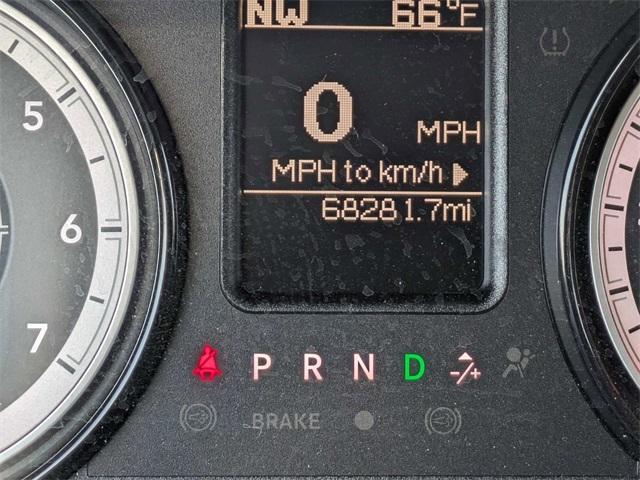 NW 66°F
5
0 MPH
MPH to km/h
68281.7mi
6
7
P R N D -/+
BRAKE